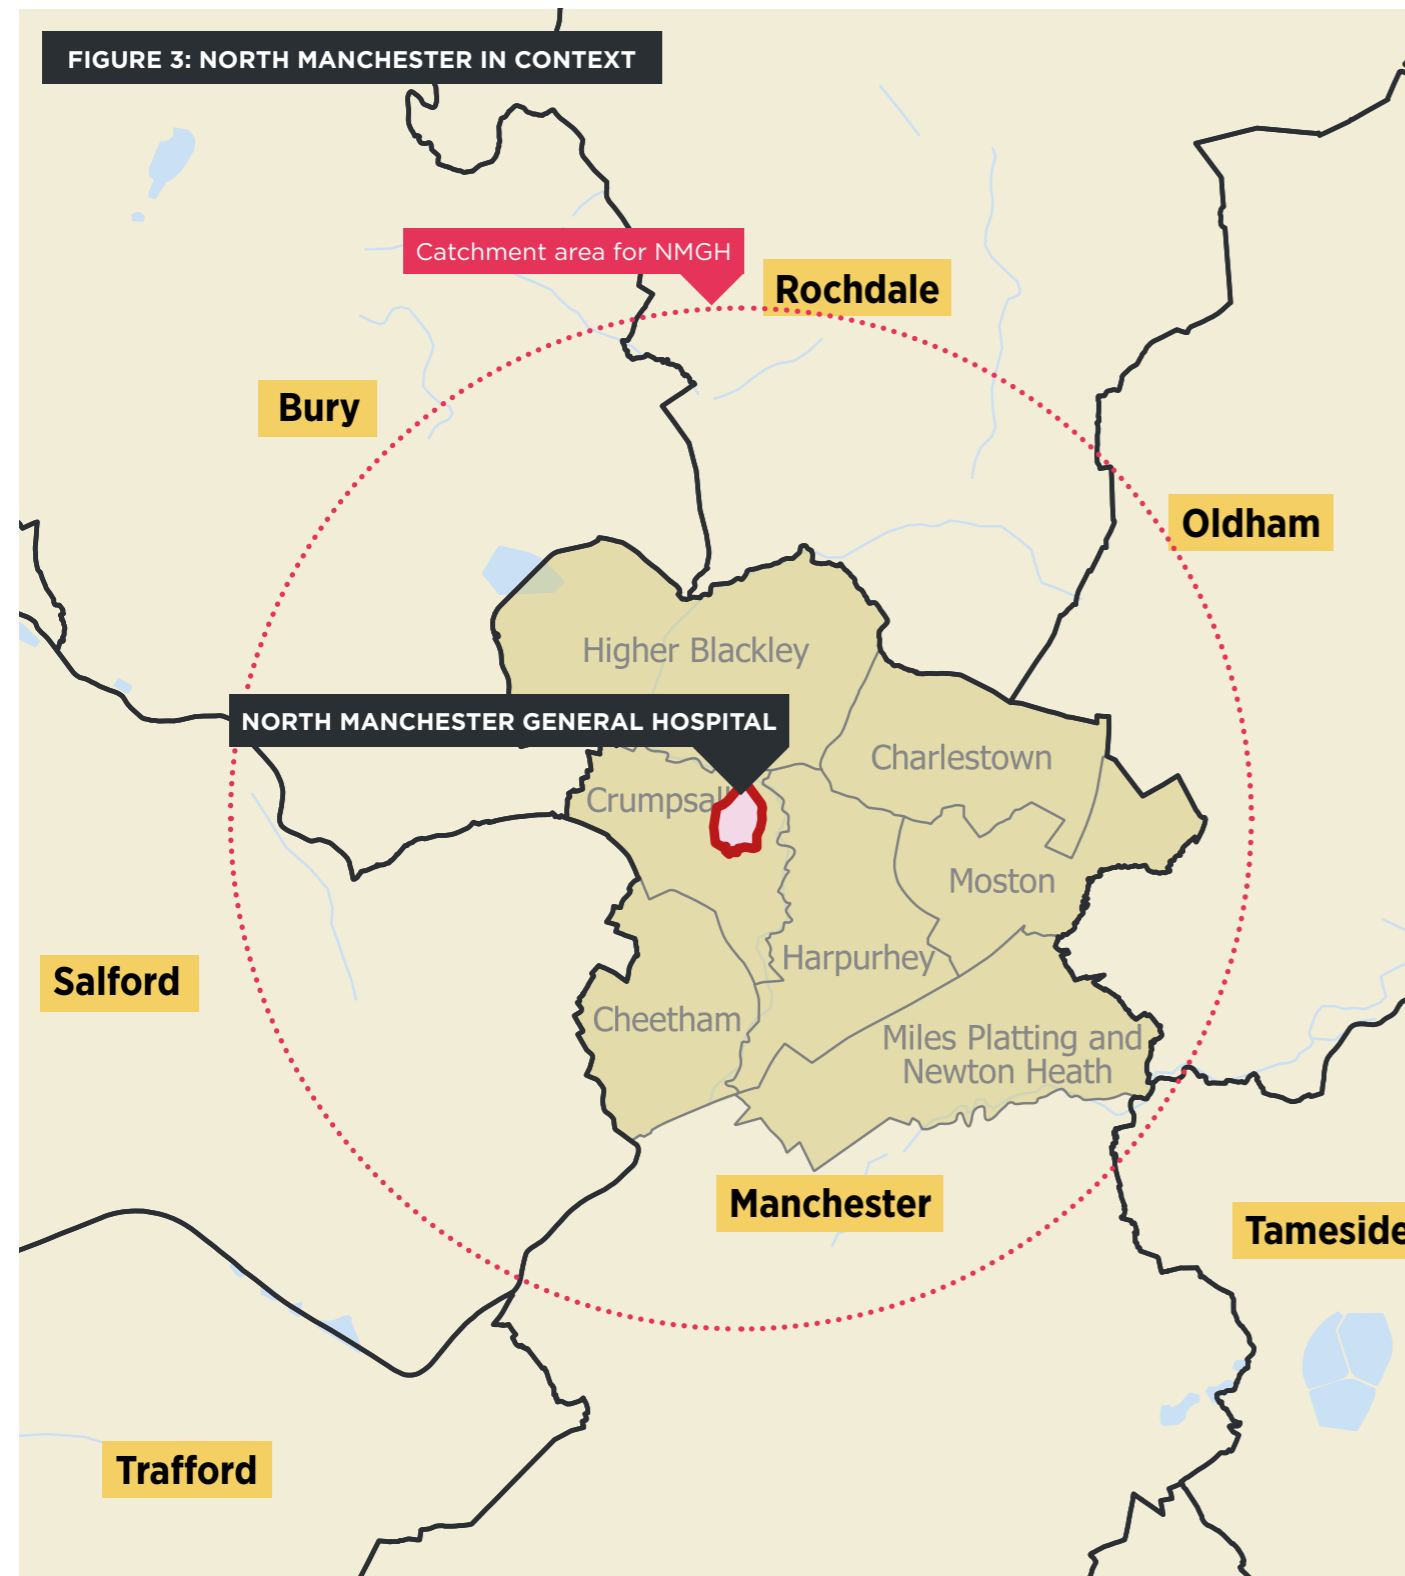 FIGURE 3: NORTH MANCHESTER IN CONTEXT
Catchment area for NMGH
Rochdale
Bury
Oldham
Higher Blackley
NORTH MANCHESTER GENERAL HOSPITAL
Charlestown
Crumpsall
Moston
Harpurhey
Salford
Cheetham
Miles Platting and
Newton Heath
Manchester
Tameside
Trafford